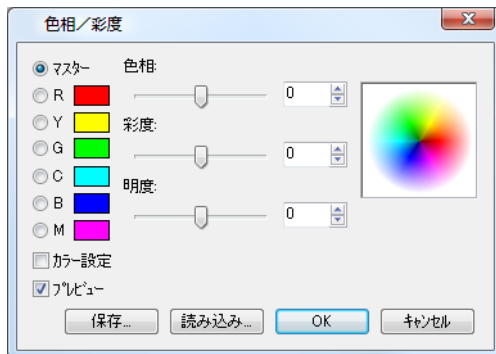 色相／彩度
マスター
色相:
R
0
Y
彩度:
G
0
C
明度:
B
0
M
カラー設定
プレビュー
保存...
読み込み...
OK
キャンセル